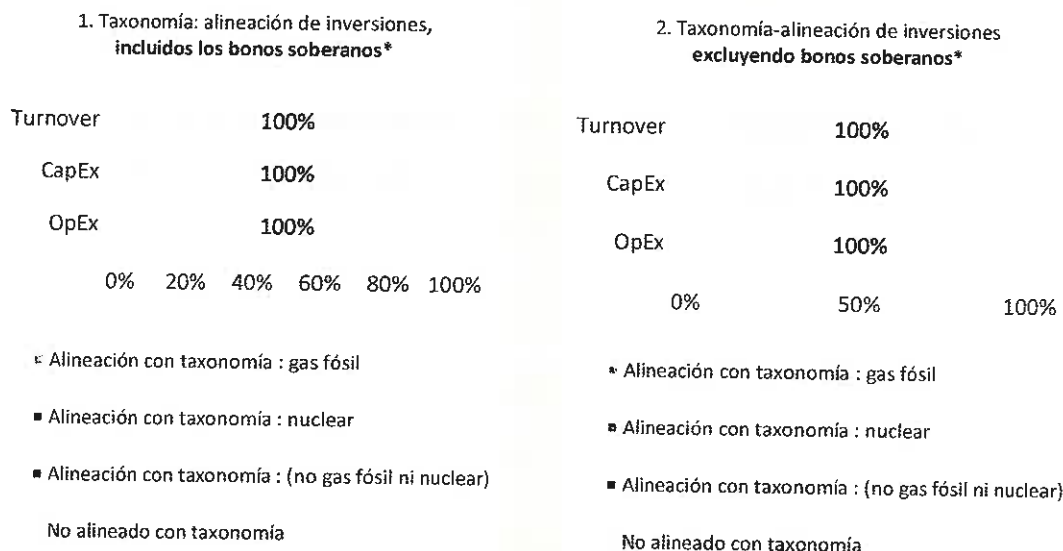 1. Taxonomía: alineación de inversiones,
incluidos los bonos soberanos*
Turnover 100%
CapEx 100%
OpEx 100%
0% 20% 40% 60% 80% 100%
Alineación con taxonomía : gas fósil
Alineación con taxonomía : nuclear
Alineación con taxonomía : (no gas fósil ni nuclear)
No alineado con taxonomía
2. Taxonomía-alineación de inversiones
excluyendo bonos soberanos*
Turnover 100%
CapEx 100%
OpEx 100%
0% 50% 100%
Alineación con taxonomía : gas fósil
Alineación con taxonomía : nuclear
Alineación con taxonomía : (no gas fósil ni nuclear)
No alineado con taxonomía